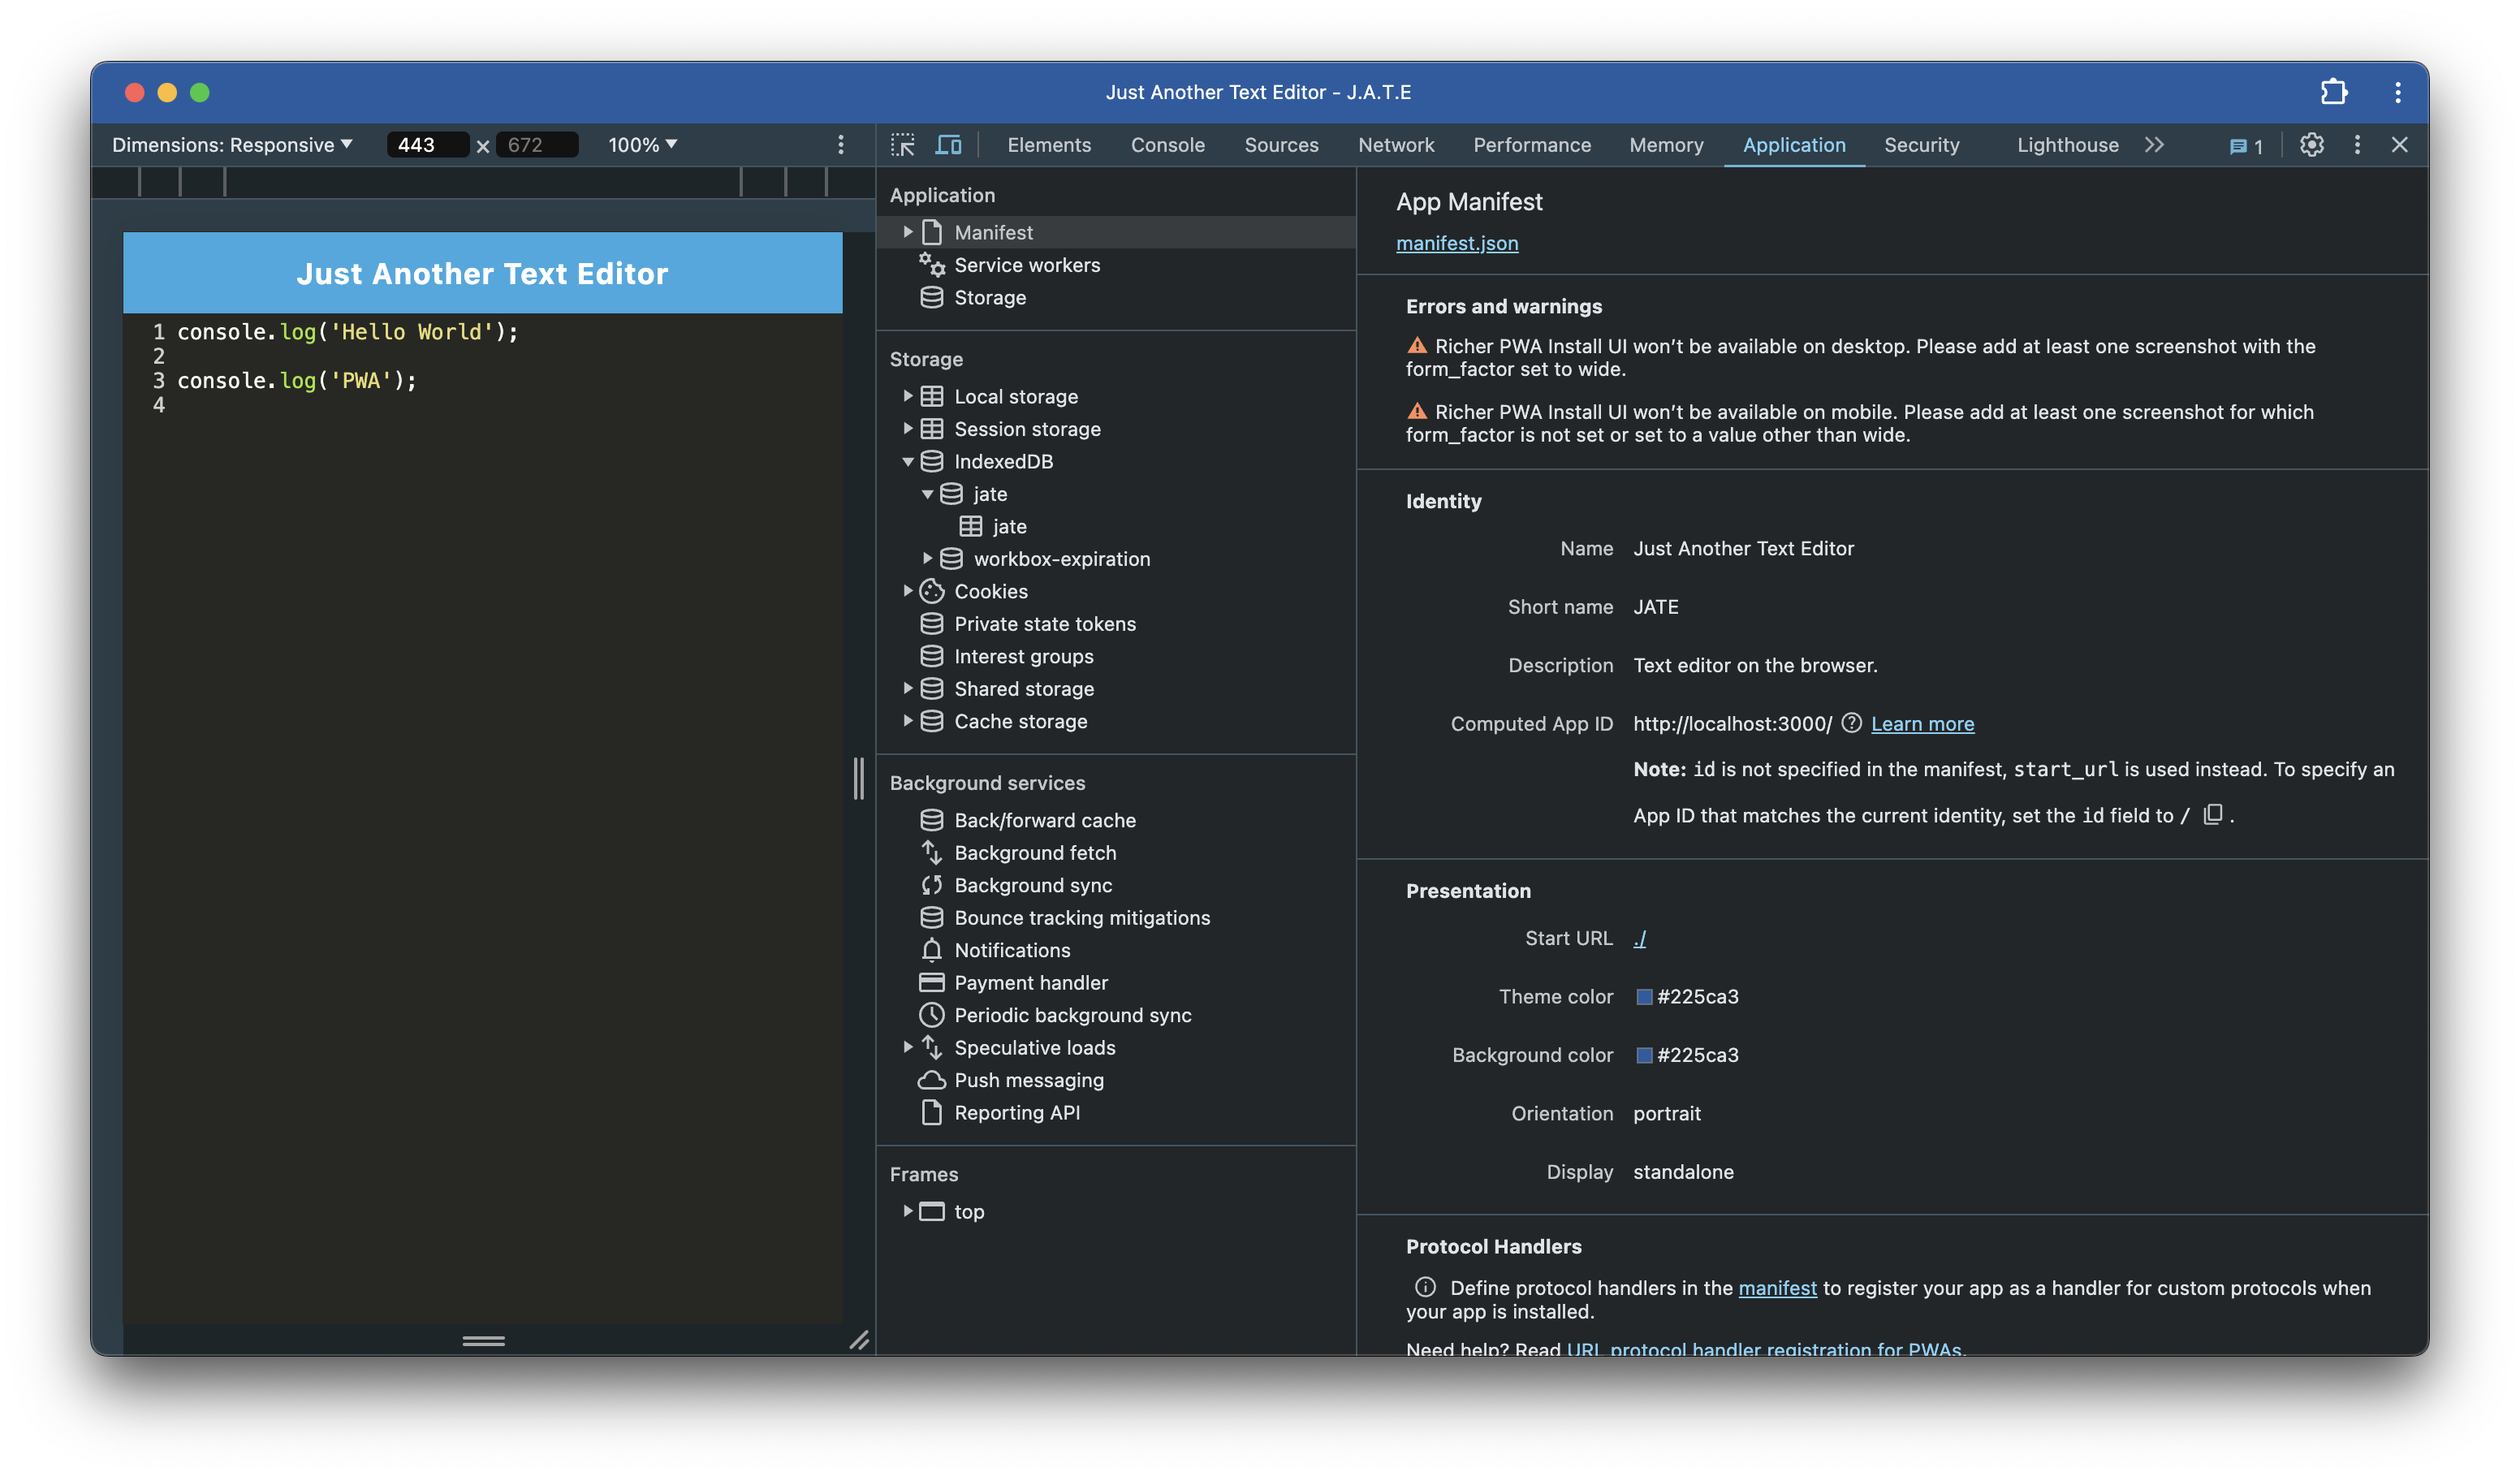 Just Another Text Editor - J.A.T.E
Dimensions: Responsive 443 × 672 100%
Elements Console Sources Network Performance Memory Application Security Lighthouse 1
Just Another Text Editor
1 console.log('Hello World');
2
3 console.log('PWA');
4
Application
Manifest
Service workers
Storage
Storage
Local storage
Session storage
IndexedDB
jate
jate
workbox-expiration
Cookies
Private state tokens
Interest groups
Shared storage
Cache storage
Background services
Back/forward cache
Background fetch
Background sync
Bounce tracking mitigations
Notifications
Payment handler
Periodic background sync
Speculative loads
Push messaging
Reporting API
Frames
top
App Manifest
manifest.json
Errors and warnings
Richer PWA Install UI won’t be available on desktop. Please add at least one screenshot with the
form_factor set to wide.
Richer PWA Install UI won’t be available on mobile. Please add at least one screenshot for which
form_factor is not set or set to a value other than wide.
Identity
Name Just Another Text Editor
Short name JATE
Description Text editor on the browser.
Computed App ID http://localhost:3000/ Learn more
Note: id is not specified in the manifest, start_url is used instead. To specify an
App ID that matches the current identity, set the id field to / .
Presentation
Start URL ./
Theme color #225ca3
Background color #225ca3
Orientation portrait
Display standalone
Protocol Handlers
Define protocol handlers in the manifest to register your app as a handler for custom protocols when
your app is installed.
Need help? Read URL protocol handler registration for PWAs.